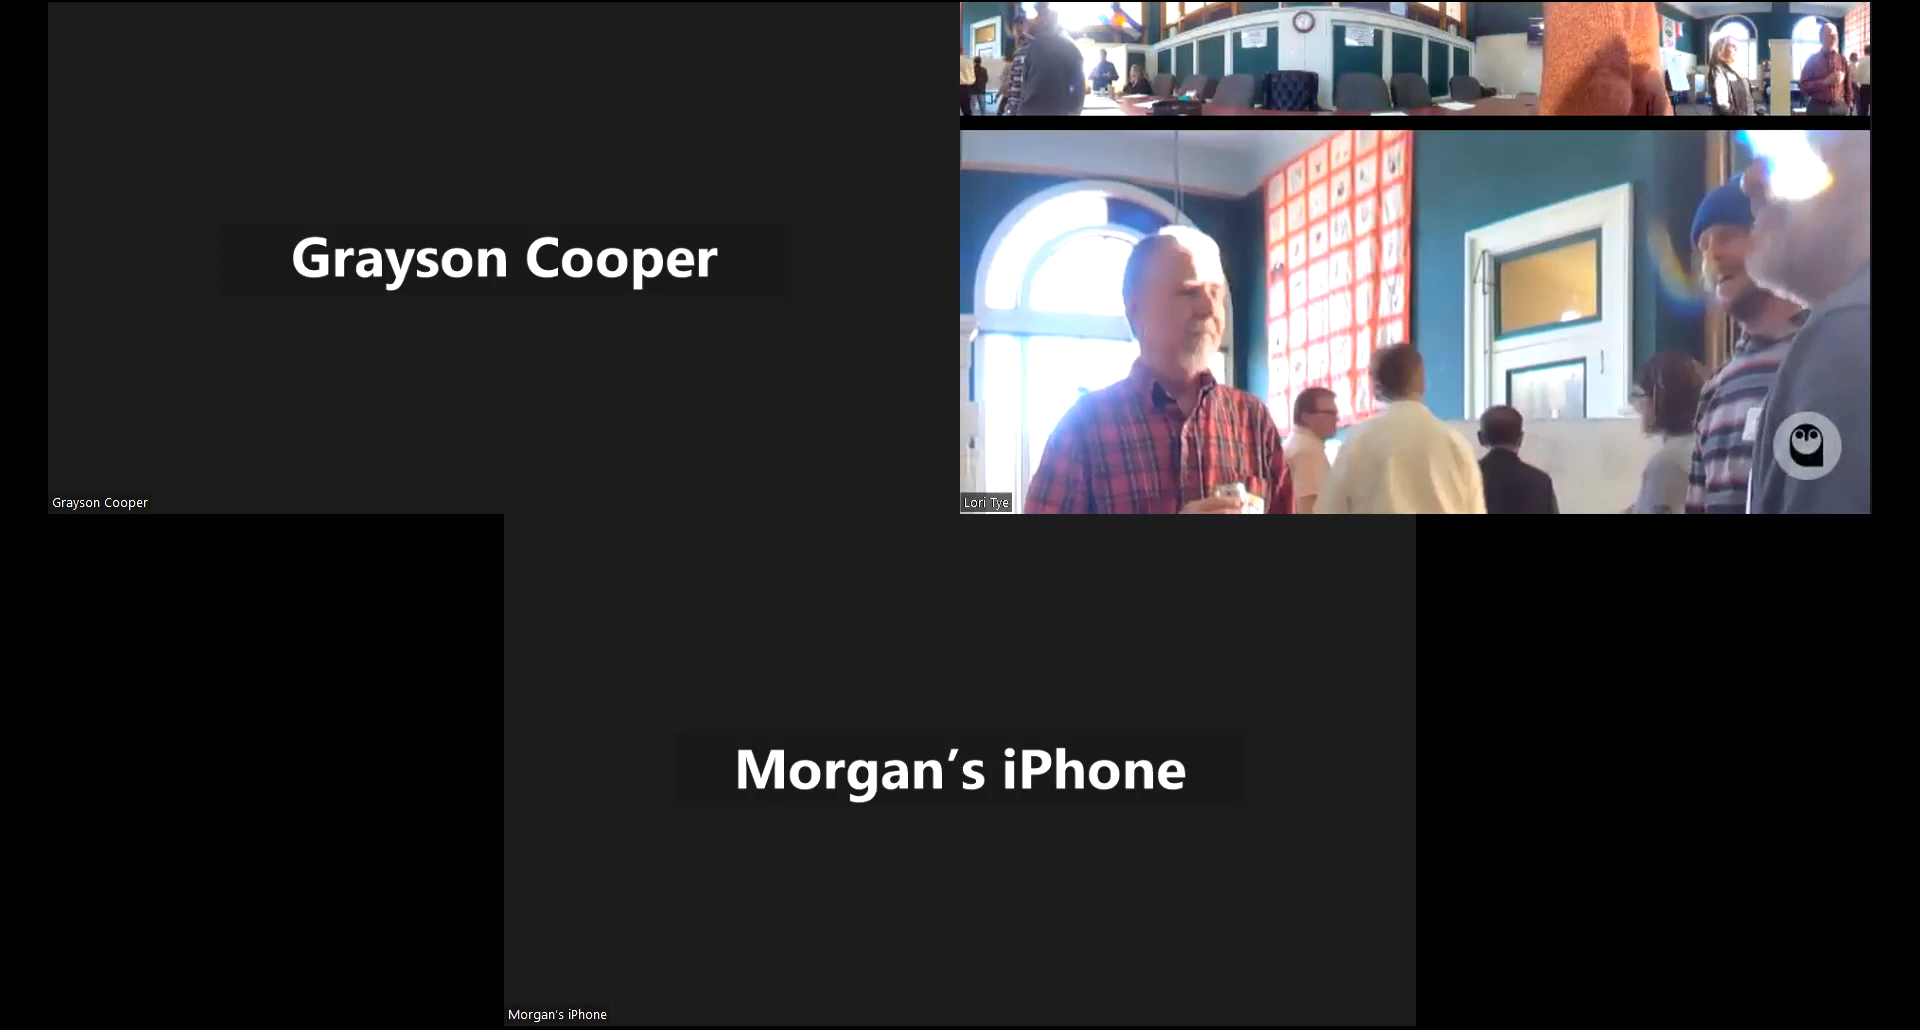 Grayson Cooper
Grayson Cooper
Lori Tye
Morgan’s iPhone
Morgan's iPhone